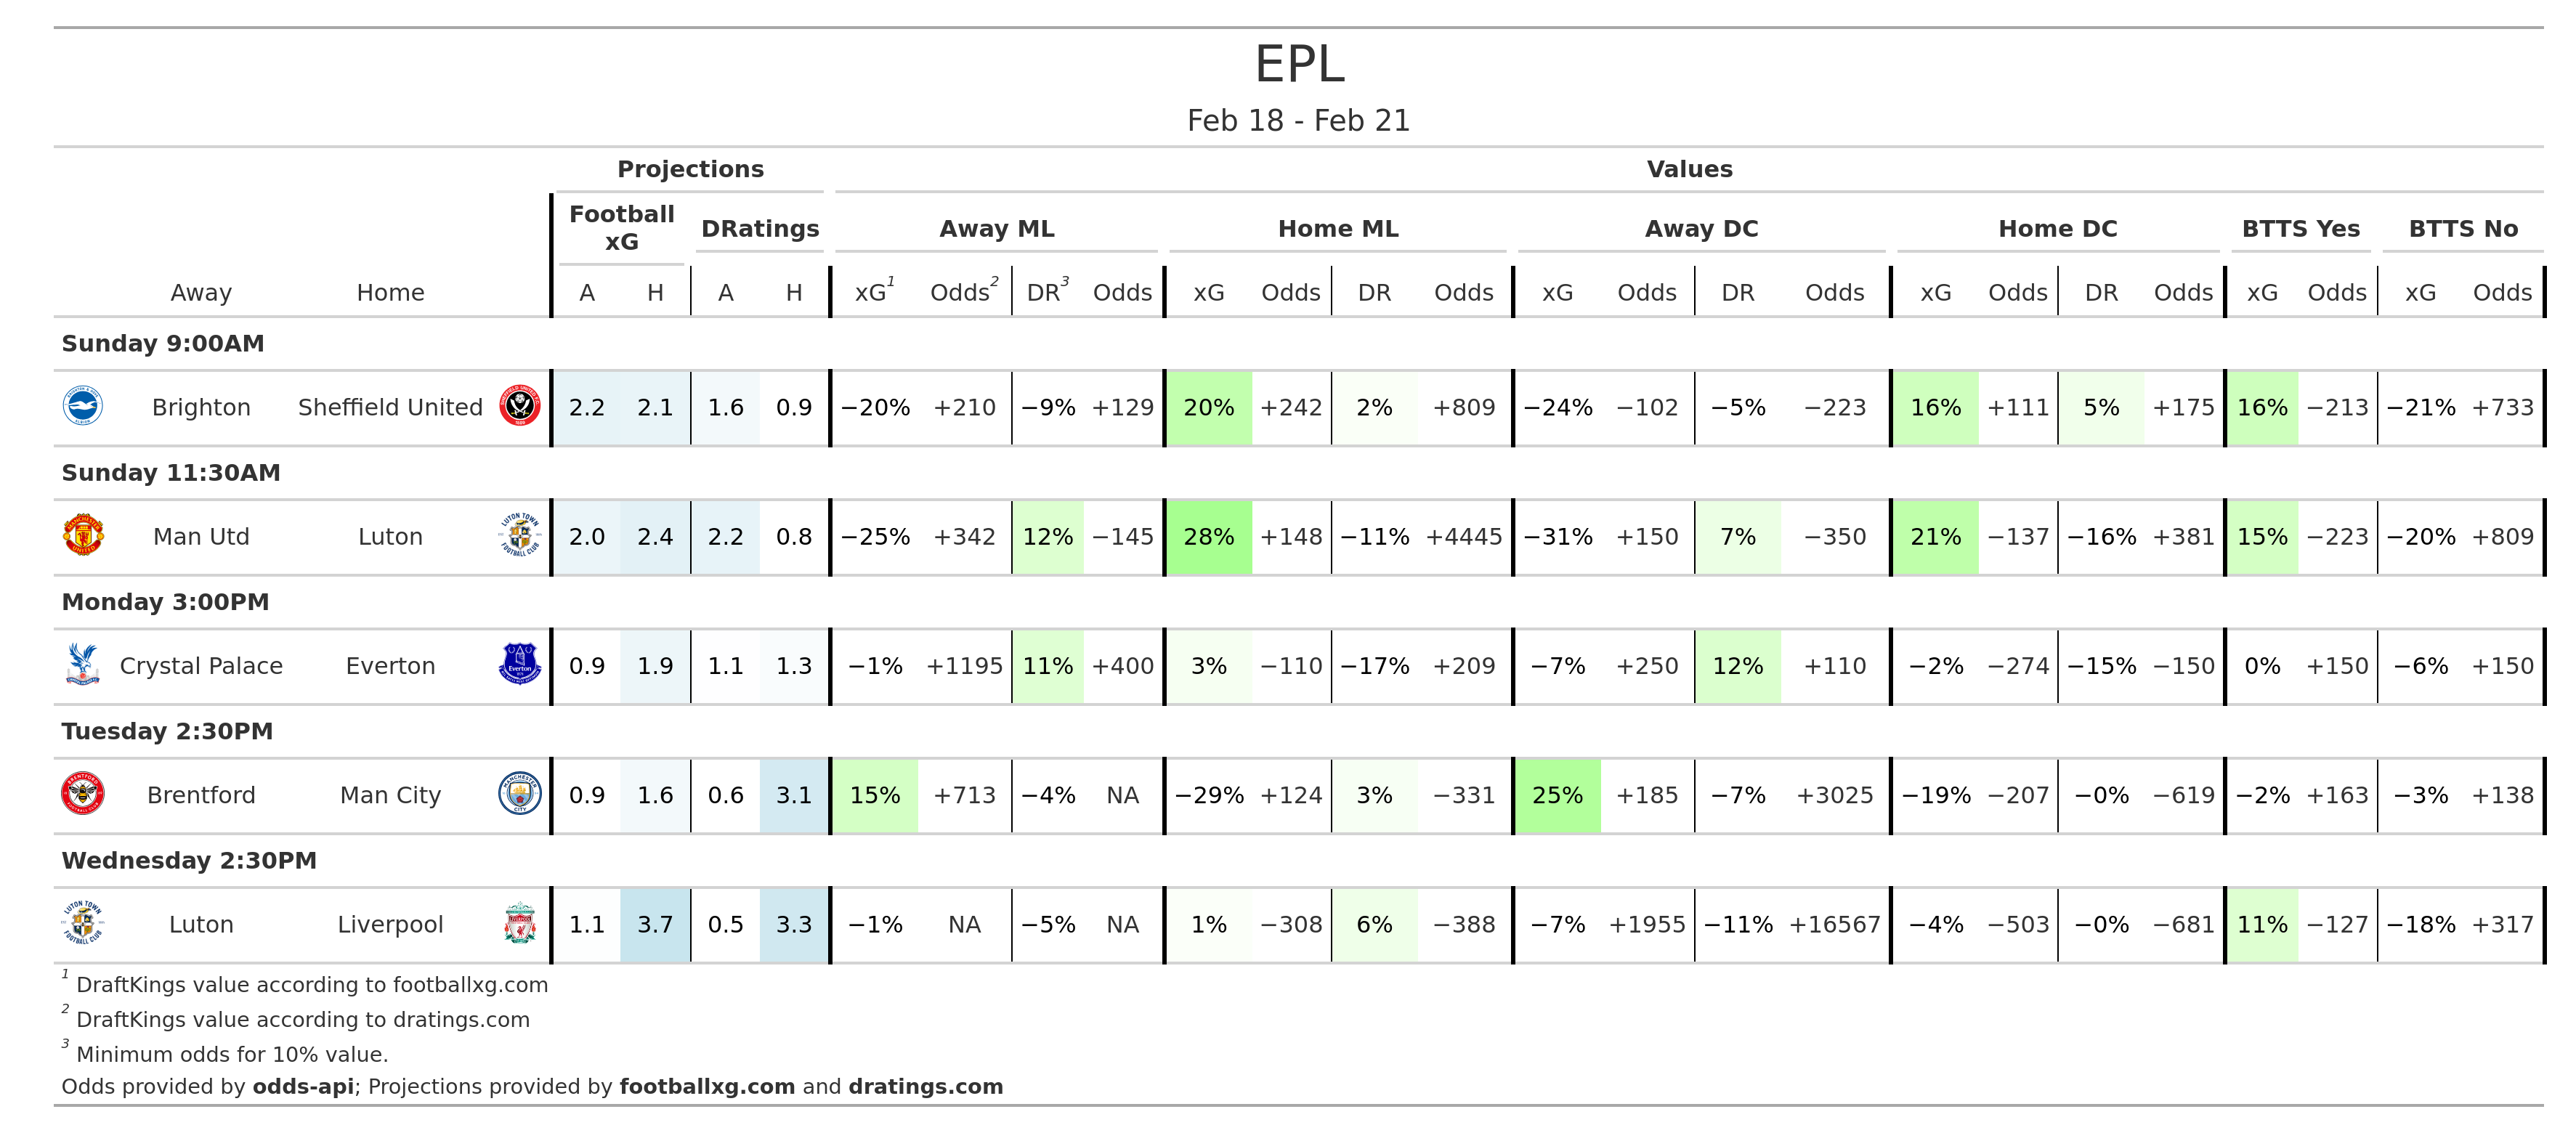 EPL
Feb 18 - Feb 21
Projections Values
Football xG DRatings Away ML Home ML Away DC Home DC BTTS Yes BTTS No
Away Home A H A H xG1 Odds2 DR3 Odds xG Odds DR Odds xG Odds DR Odds xG Odds DR Odds xG Odds xG Odds
Sunday 9:00AM
Brighton Sheffield United 2.2 2.1 1.6 0.9 −20% +210 −9% +129 20% +242 2% +809 −24% −102 −5% −223 16% +111 5% +175 16% −213 −21% +733
Sunday 11:30AM
Man Utd Luton 2.0 2.4 2.2 0.8 −25% +342 12% −145 28% +148 −11% +4445 −31% +150 7% −350 21% −137 −16% +381 15% −223 −20% +809
Monday 3:00PM
Crystal Palace Everton 0.9 1.9 1.1 1.3 −1% +1195 11% +400 3% −110 −17% +209 −7% +250 12% +110 −2% −274 −15% −150 0% +150 −6% +150
Tuesday 2:30PM
Brentford Man City 0.9 1.6 0.6 3.1 15% +713 −4% NA −29% +124 3% −331 25% +185 −7% +3025 −19% −207 −0% −619 −2% +163 −3% +138
Wednesday 2:30PM
Luton Liverpool 1.1 3.7 0.5 3.3 −1% NA −5% NA 1% −308 6% −388 −7% +1955 −11% +16567 −4% −503 −0% −681 11% −127 −18% +317
1 DraftKings value according to footballxg.com
2 DraftKings value according to dratings.com
3 Minimum odds for 10% value.
Odds provided by odds-api; Projections provided by footballxg.com and dratings.com